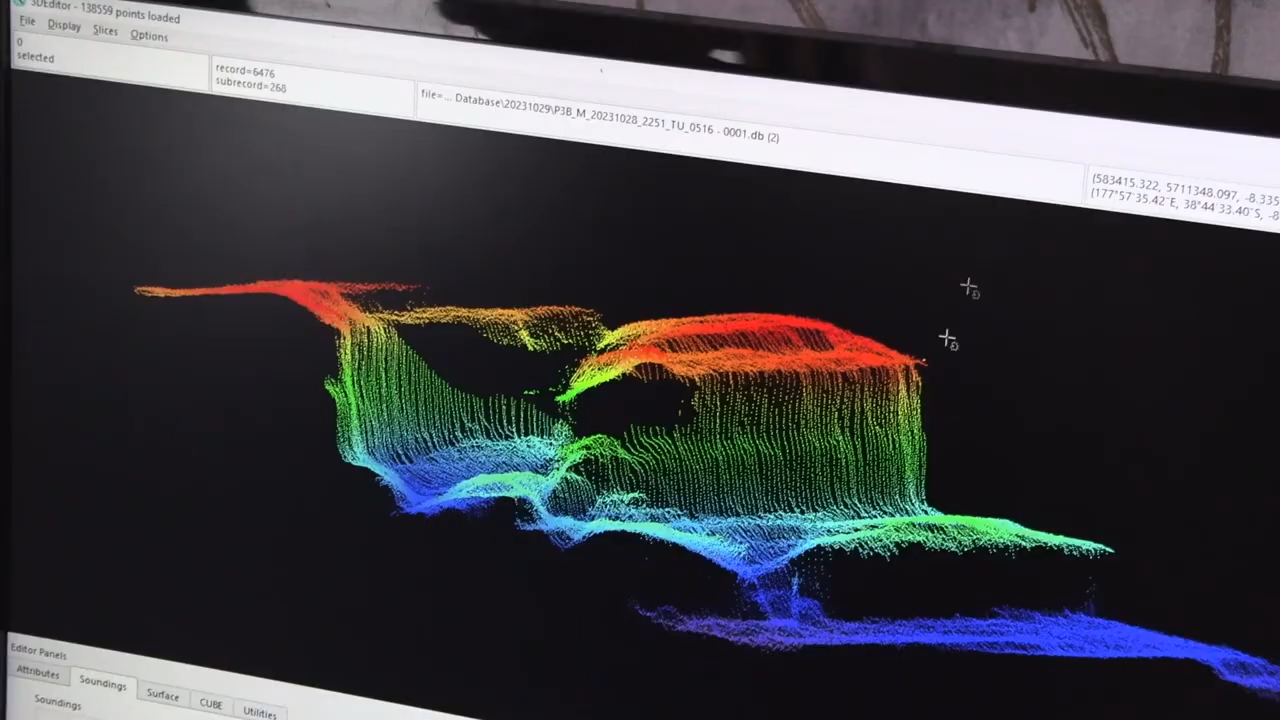 3DEditor - 138559 points loaded
File Display Slices Options
0
selected
record=6476
subrecord=268
file=... Database\20231029\P3B_M_20231028_2251_TU_0516 - 0001.db (2)
(583415.322, 5711348.097, -8.335
(177°57'35.42"E, 38°44'33.40"S, -8
Editor Panels
Attributes Soundings Surface CUBE Utilities
Soundings